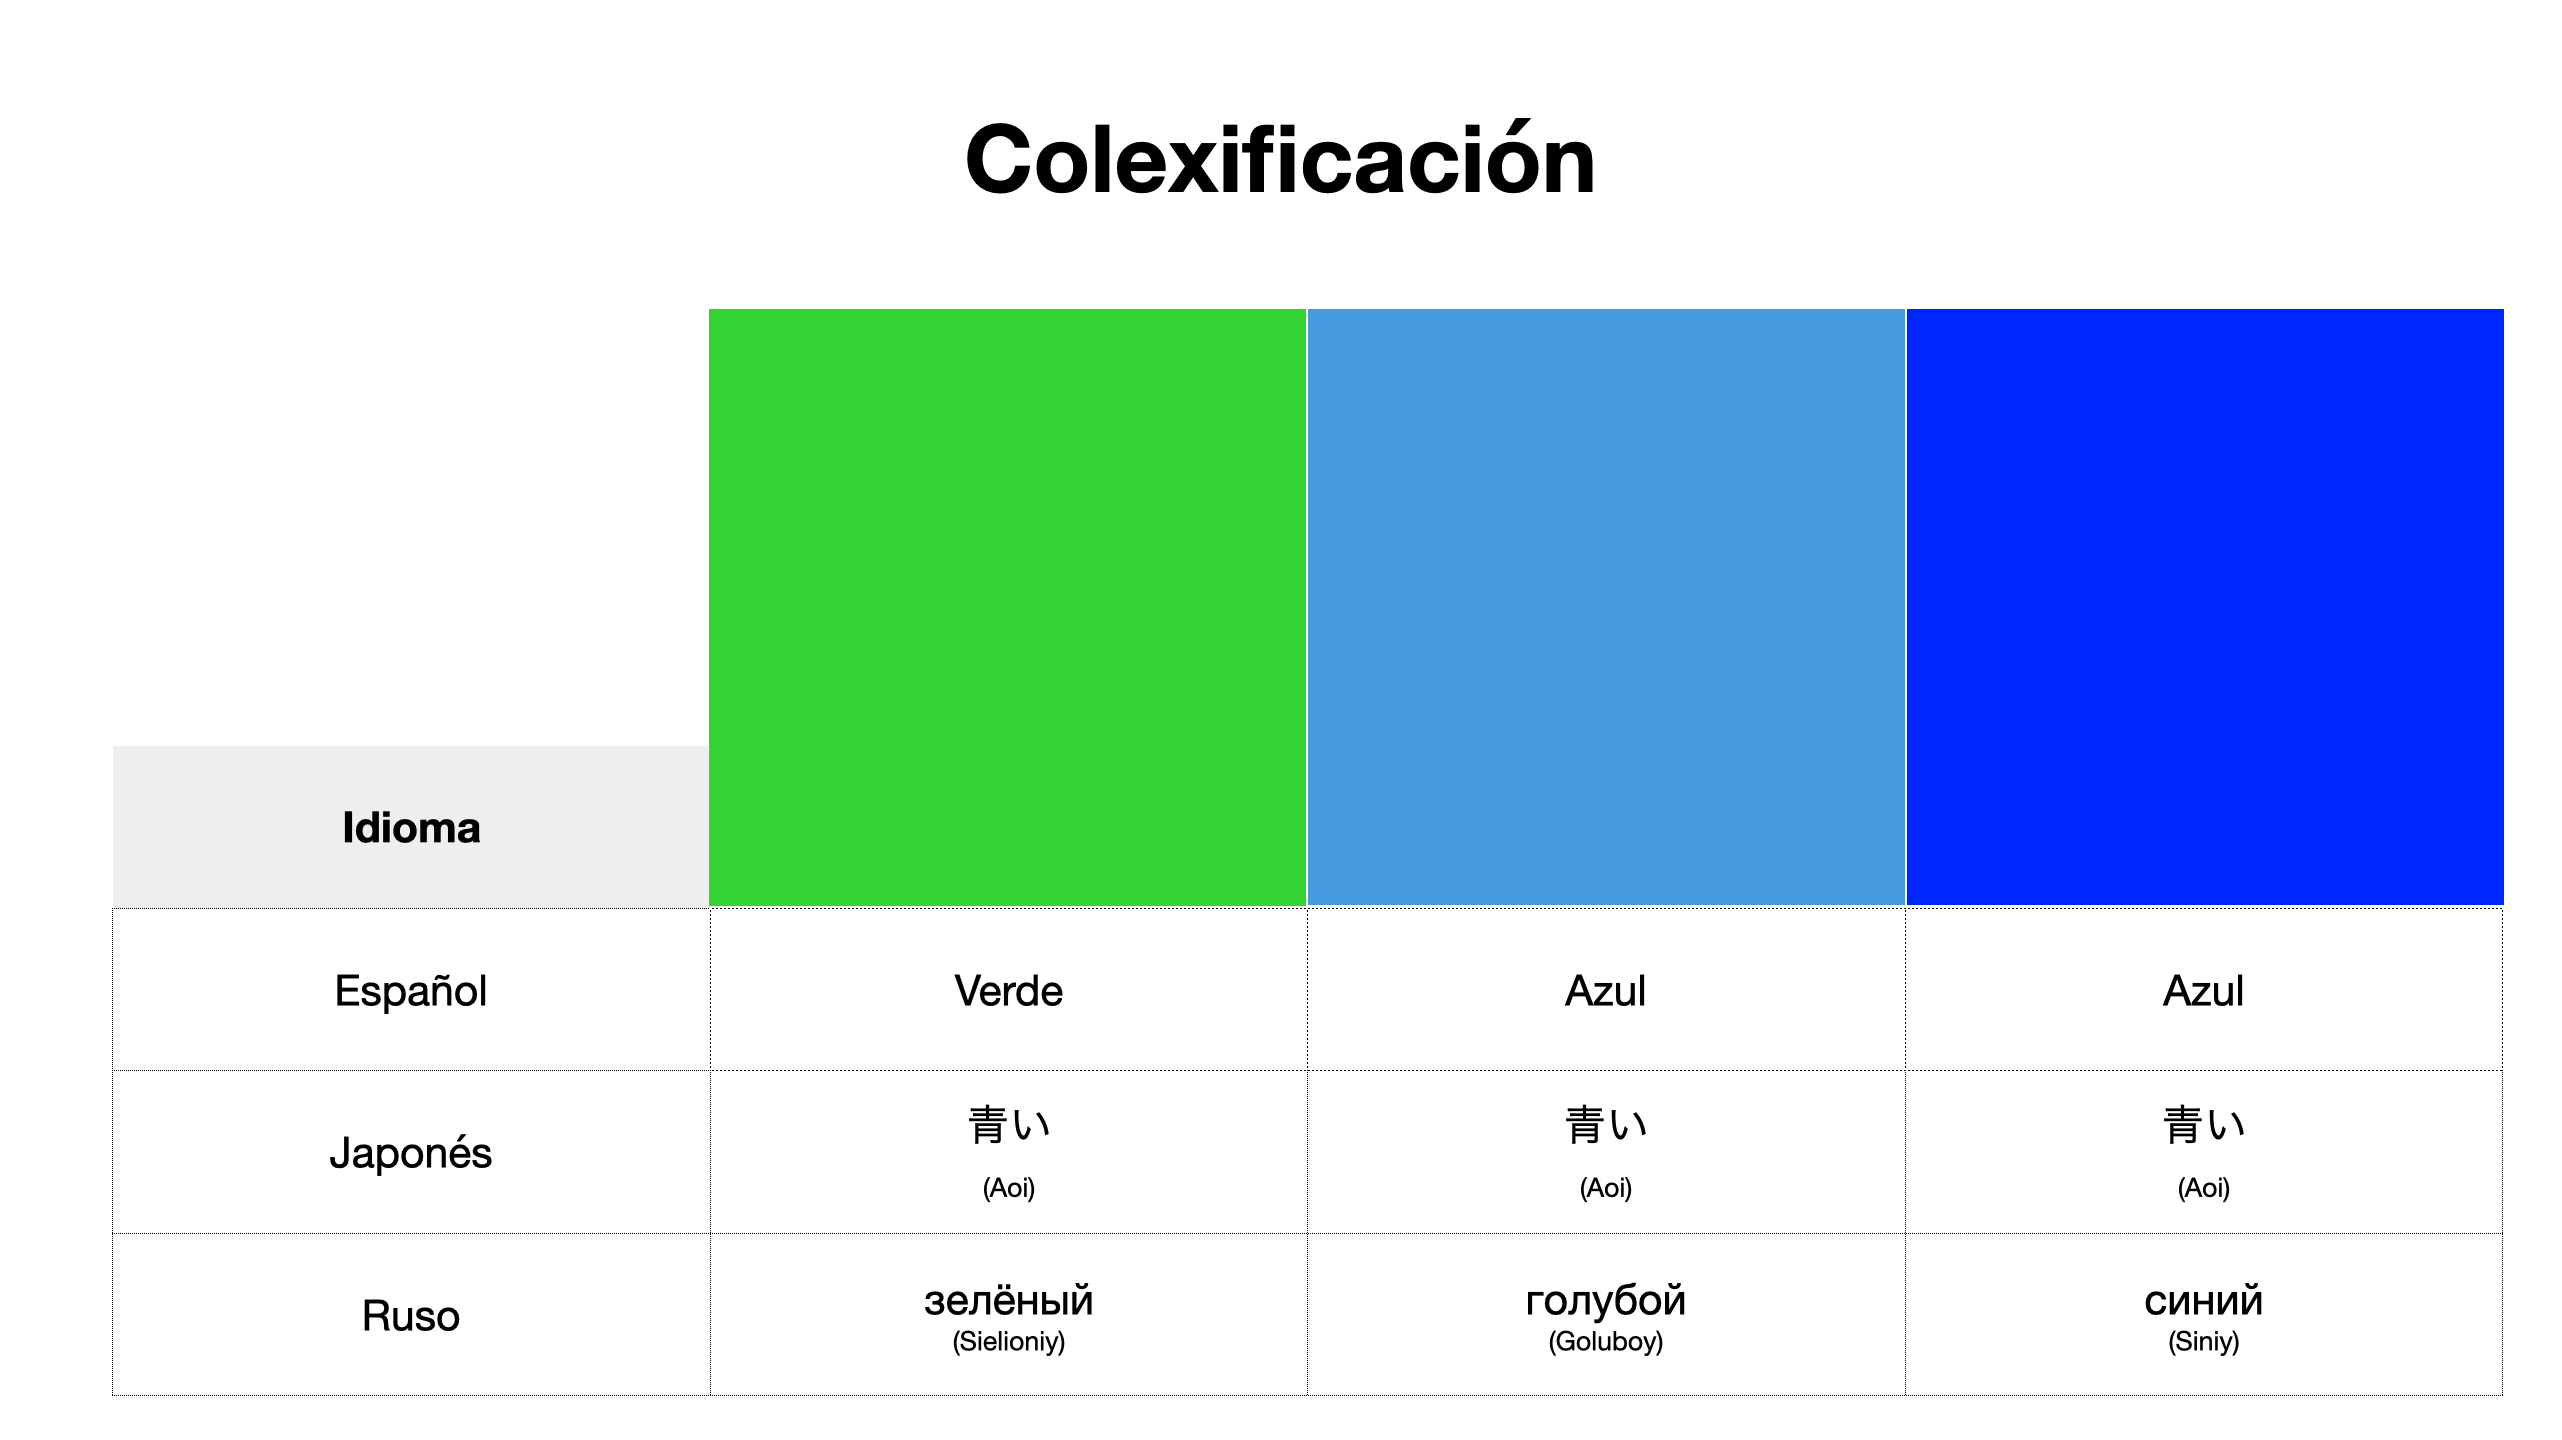 Colexificación
Idioma
Español
Verde
Azul
Azul
Japonés
青い
(Aoi)
青い
(Aoi)
青い
(Aoi)
Ruso
зелёный
(Sielioniy)
голубой
(Goluboy)
синий
(Siniy)